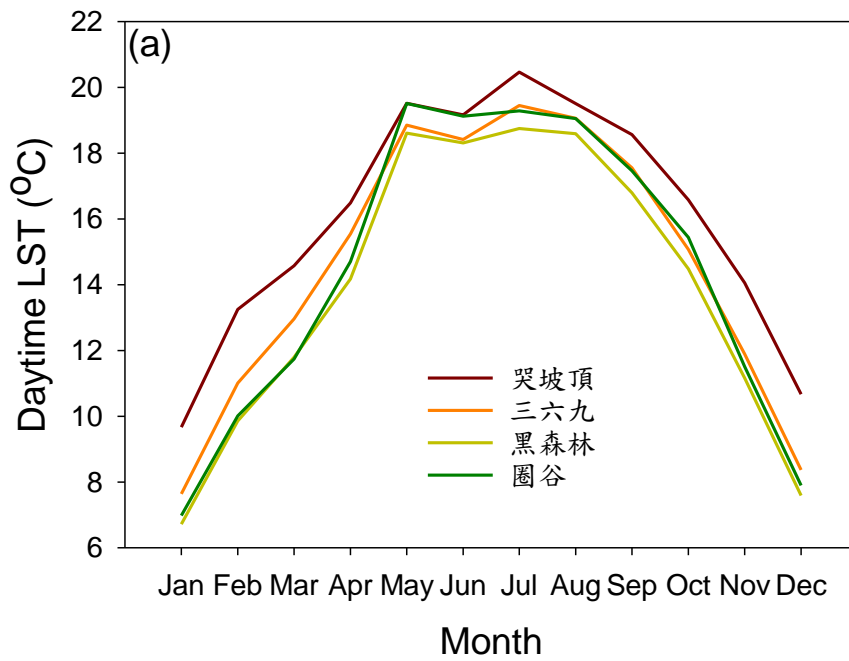 (a)
22
20
18
16
14
12
10
8
6
Daytime LST (ºC)
哭坡頂
三六九
黑森林
圈谷
Jan Feb Mar Apr May Jun Jul Aug Sep Oct Nov Dec
Month